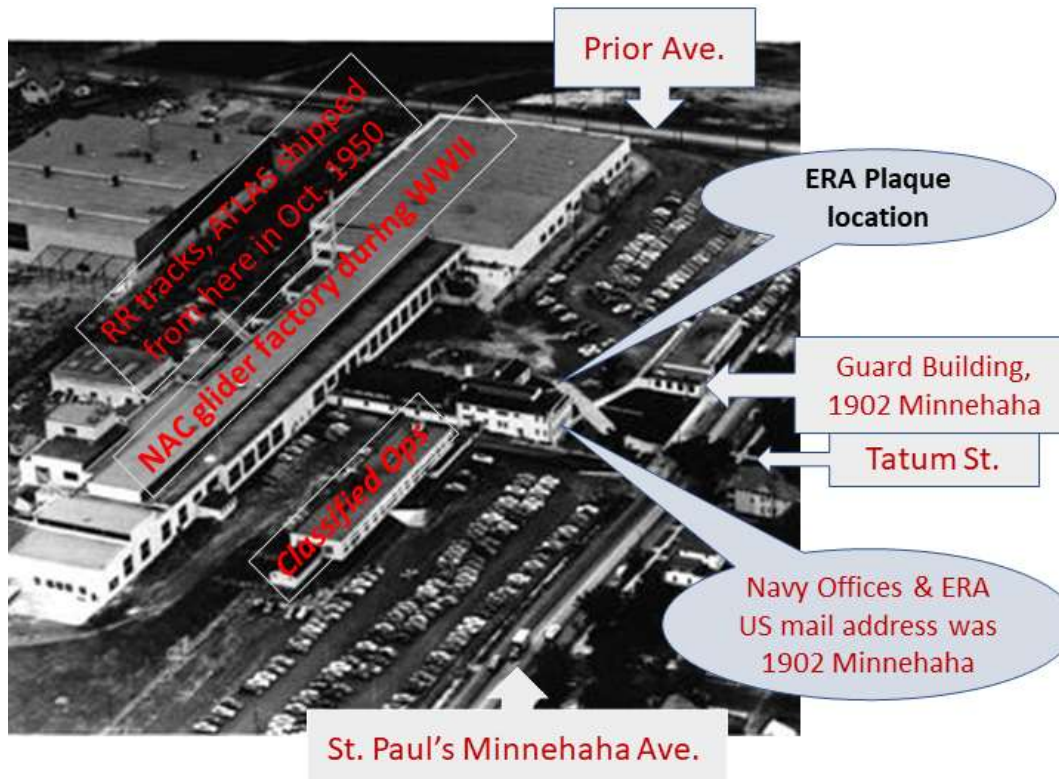 Prior Ave.
ERA Plaque
location
RR tracks, ATLAS shipped
from here in Oct. 1950
NAC glider factory during WWII
Guard Building,
1902 Minnehaha
Tatum St.
Classified Ops
Navy Offices & ERA
US mail address was
1902 Minnehaha
St. Paul’s Minnehaha Ave.